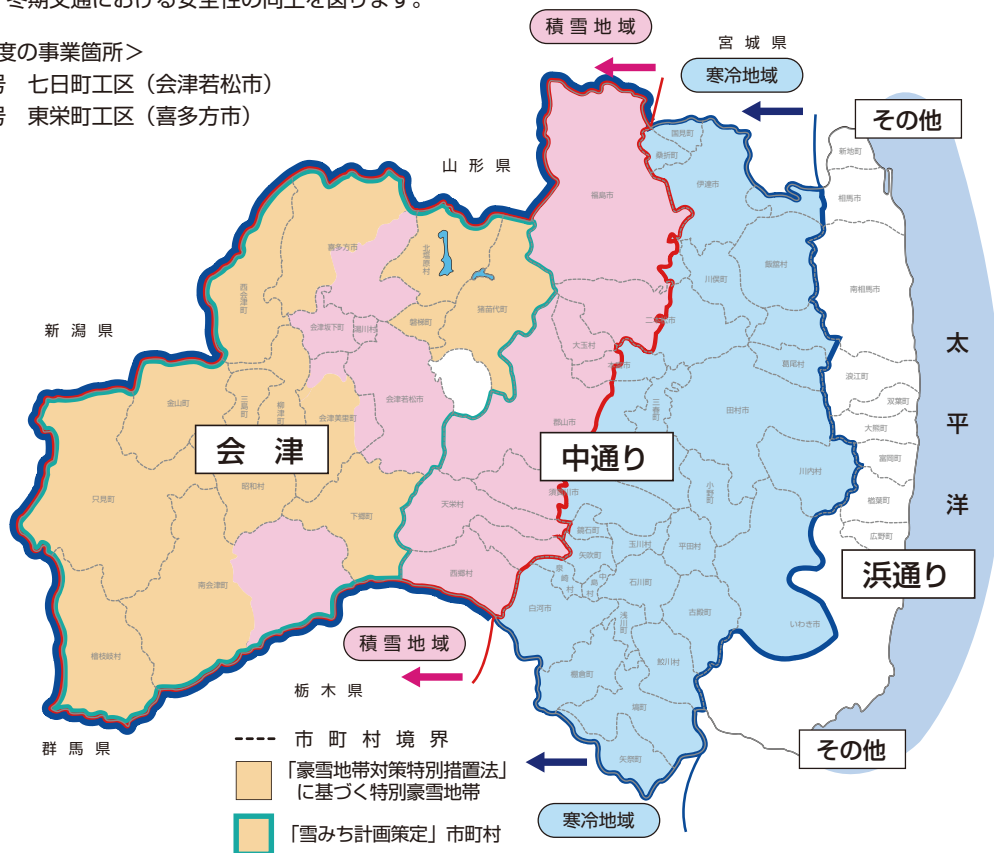 冬期交通における安全性の向上を図ります。
度の事業箇所＞
号　七日町工区（会津若松市）
号　東栄町工区（喜多方市）
積雪地域
宮城県
寒冷地域
その他
山形県
新潟県
国見町
桑折町
伊達市
新地町
相馬市
福島市
喜多方市
北塩原村
飯舘村
川俣町
西会津町
南相馬市
猪苗代町
磐梯町
会津坂下町
湯川村
二本松市
大玉村
本宮市
葛尾村
浪江町
双葉町
大熊町
金山町
三島町
柳津町
会津美里町
会津若松市
郡山市
三春町
田村市
太平洋
会津
中通り
富岡町
川内村
楢葉町
広野町
只見町
昭和村
下郷町
天栄村
須賀川市
小野町
鏡石町
玉川村
平田村
矢吹町
西郷村
泉崎村
中島村
石川町
浜通り
南会津町
白河市
浅川町
古殿町
いわき市
檜枝岐村
積雪地域
棚倉町
鮫川村
栃木県
塙町
群馬県
市町村境界
その他
矢祭町
「豪雪地帯対策特別措置法」
に基づく特別豪雪地帯
寒冷地域
「雪みち計画策定」市町村